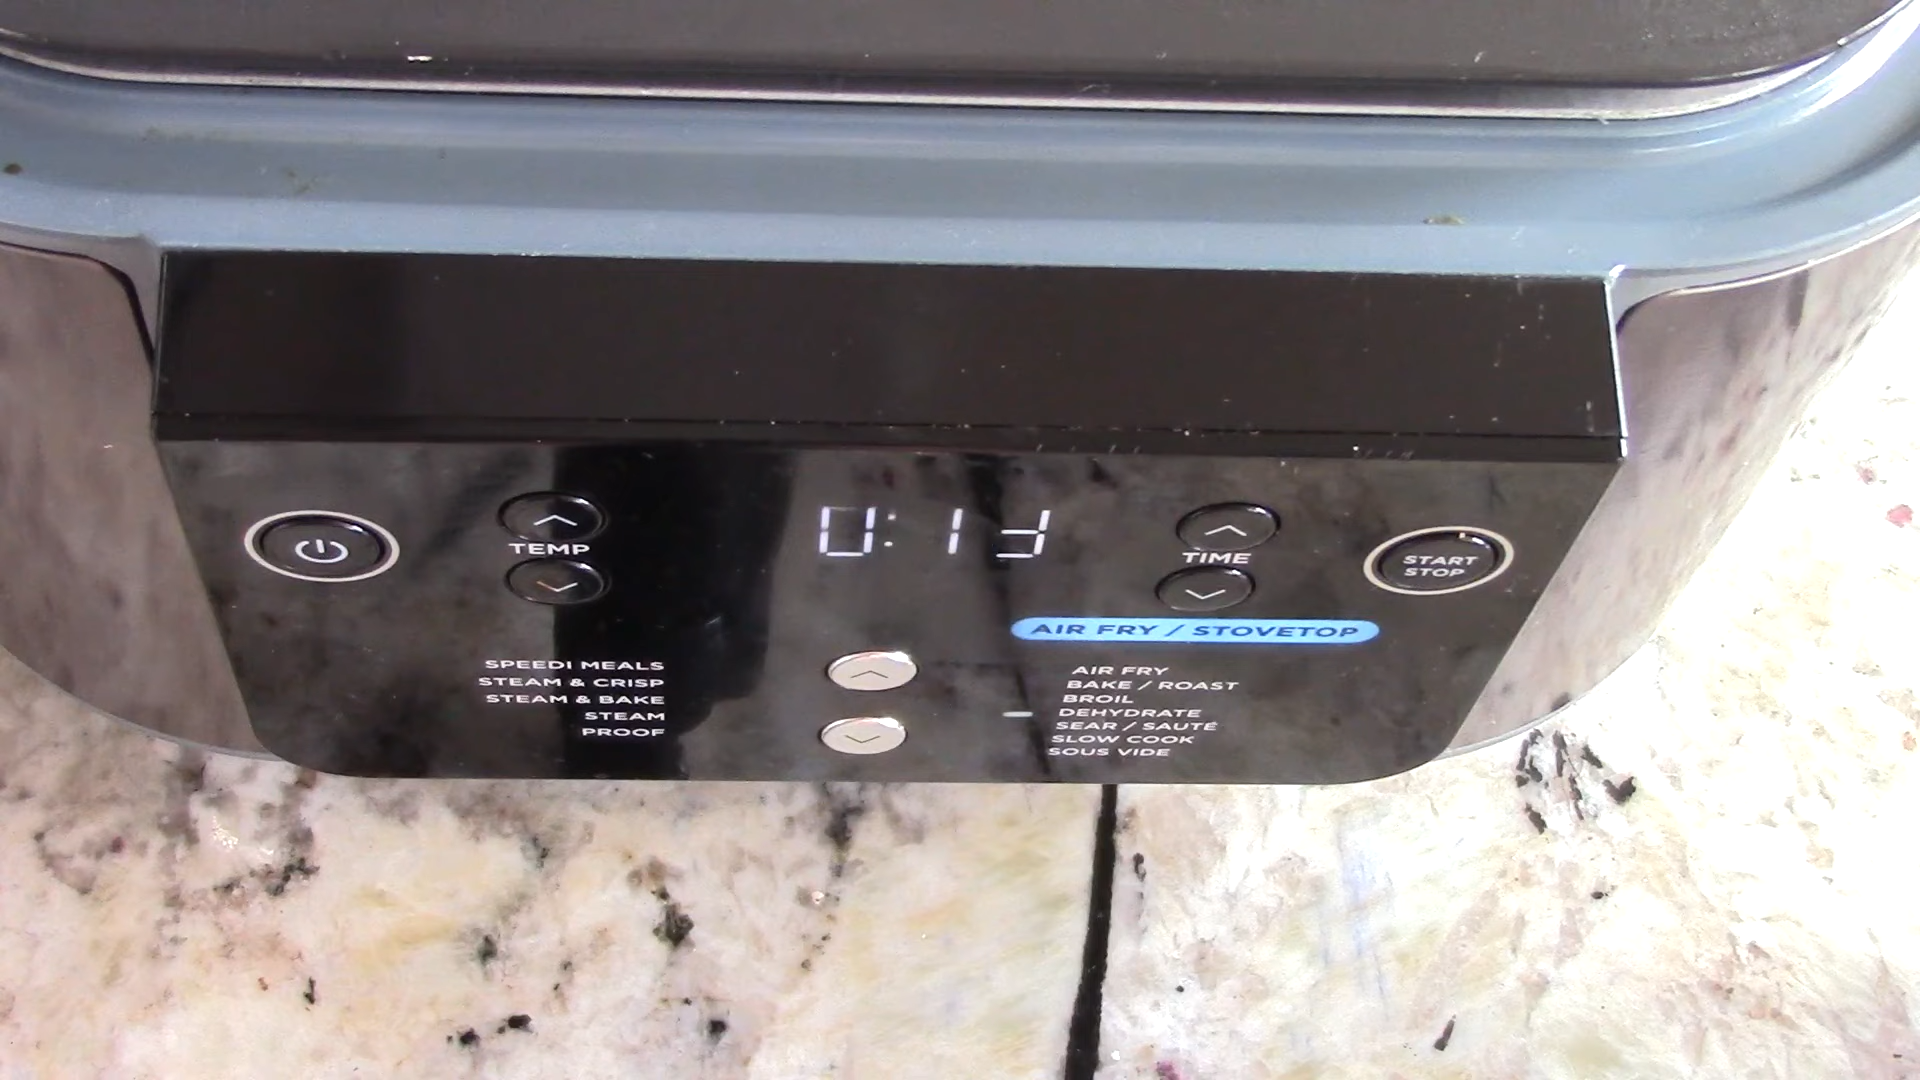 TEMP
0:13
TIME
START
STOP
AIR FRY / STOVETOP
SPEEDI MEALS
STEAM & CRISP
STEAM & BAKE
STEAM
PROOF
AIR FRY
BAKE / ROAST
BROIL
DEHYDRATE
SEAR / SAUTÉ
SLOW COOK
SOUS VIDE